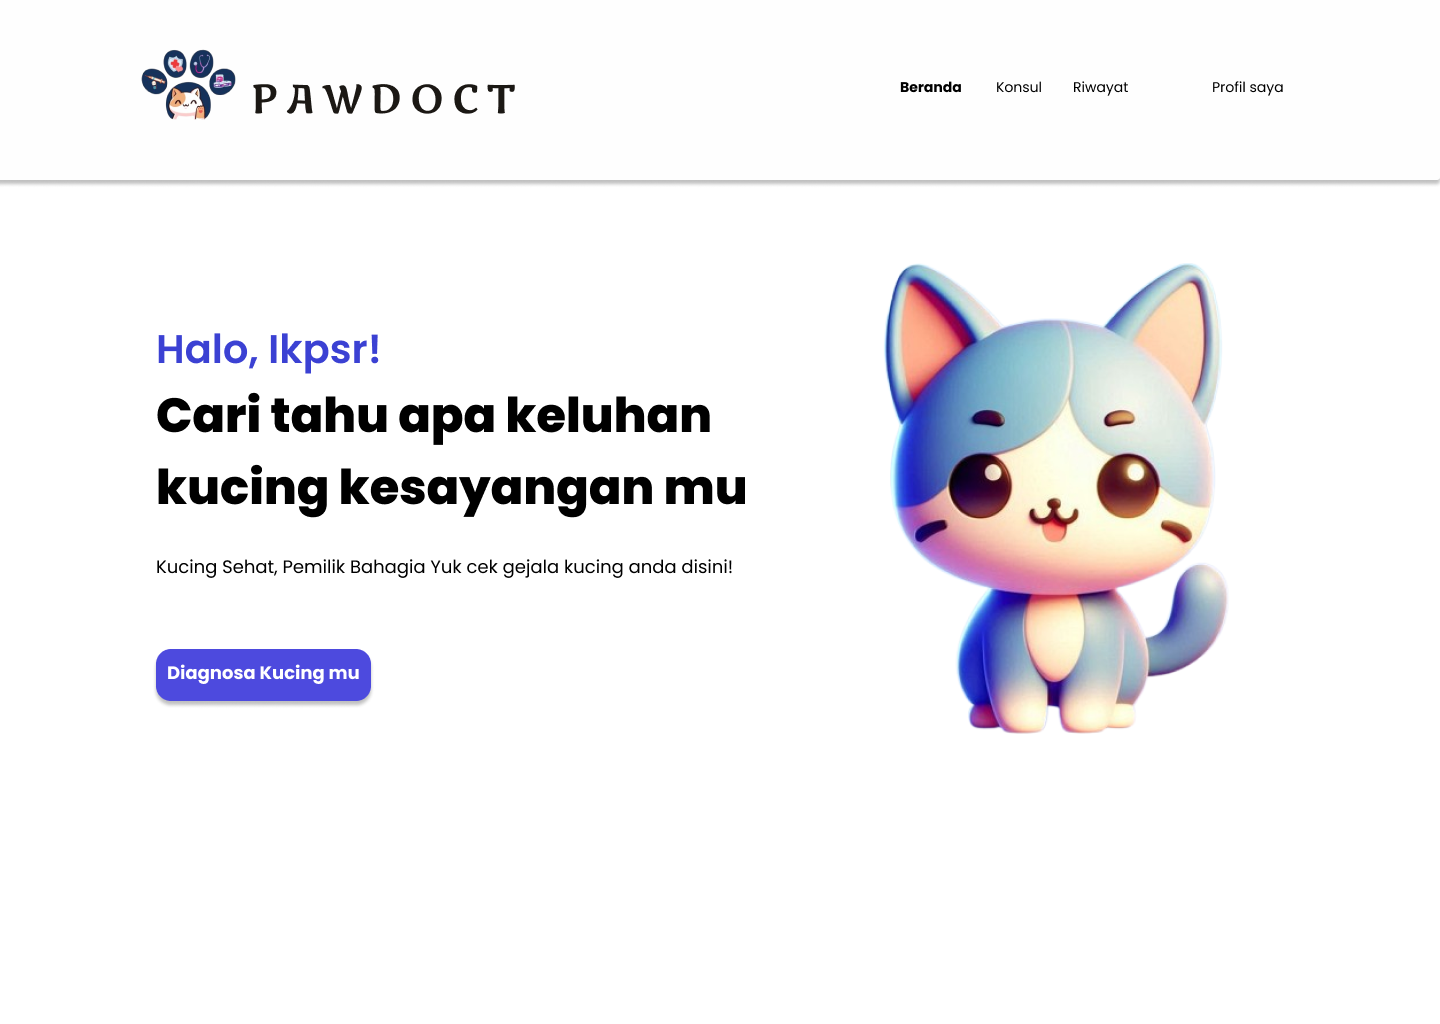 PAWDOCT
Beranda Konsul Riwayat Profil saya
Halo, Ikpsr!
Cari tahu apa keluhan
kucing kesayangan mu
Kucing Sehat, Pemilik Bahagia Yuk cek gejala kucing anda disini!
Diagnosa Kucing mu